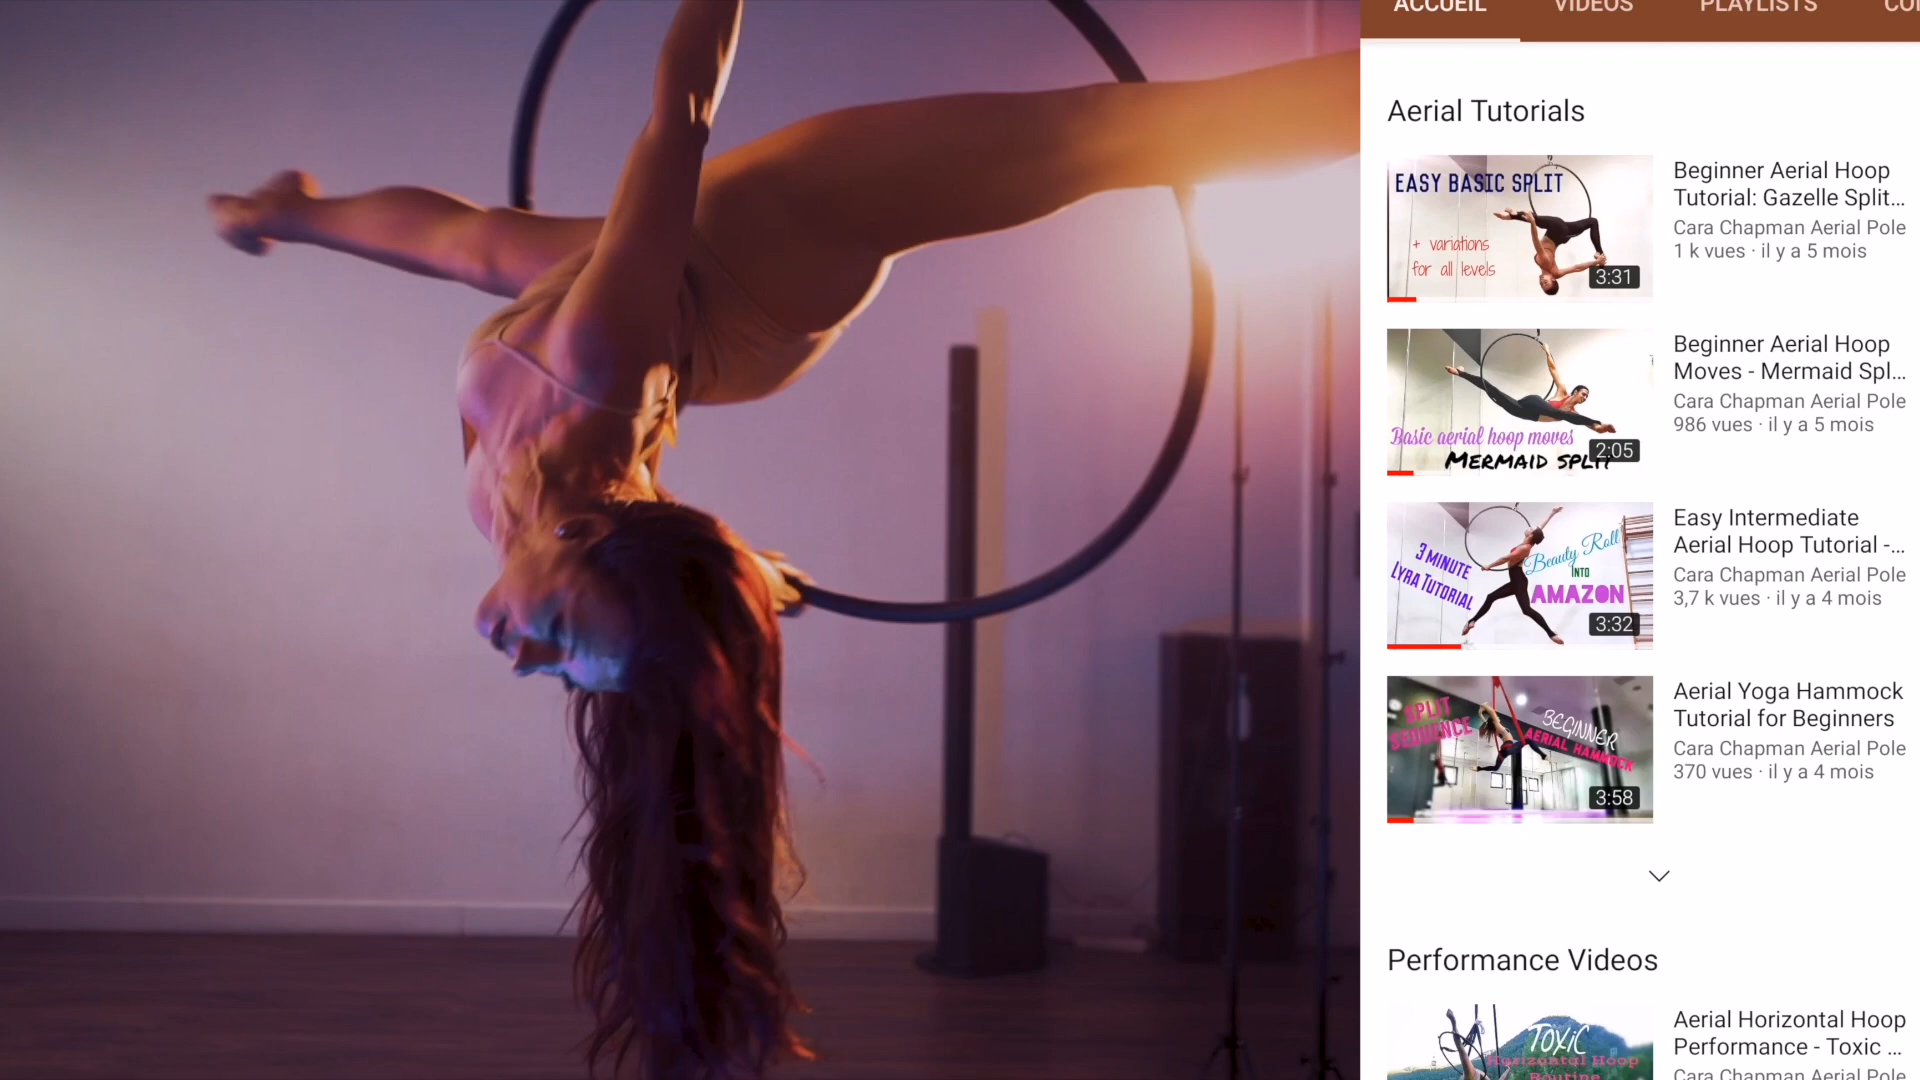 ACCUEIL VIDÉOS PLAYLISTS
Aerial Tutorials
EASY BASIC SPLIT
+ variations
for all levels
3:31
Beginner Aerial Hoop
Tutorial: Gazelle Split...
Cara Chapman Aerial Pole
1 k vues · il y a 5 mois
Basic aerial hoop moves
MERMAID SPLIT
2:05
Beginner Aerial Hoop
Moves - Mermaid Spl...
Cara Chapman Aerial Pole
986 vues · il y a 5 mois
3 MINUTE
LYRA TUTORIAL
Beauty Roll
INTO
AMAZON
3:32
Easy Intermediate
Aerial Hoop Tutorial -...
Cara Chapman Aerial Pole
3,7 k vues · il y a 4 mois
SPLIT
SEQUENCE
BEGINNER
AERIAL HAMMOCK
3:58
Aerial Yoga Hammock
Tutorial for Beginners
Cara Chapman Aerial Pole
370 vues · il y a 4 mois
Performance Videos
TOXIC
Horizontal Hoop
Routine
Aerial Horizontal Hoop
Performance - Toxic ...
Cara Chapman Aerial Pole